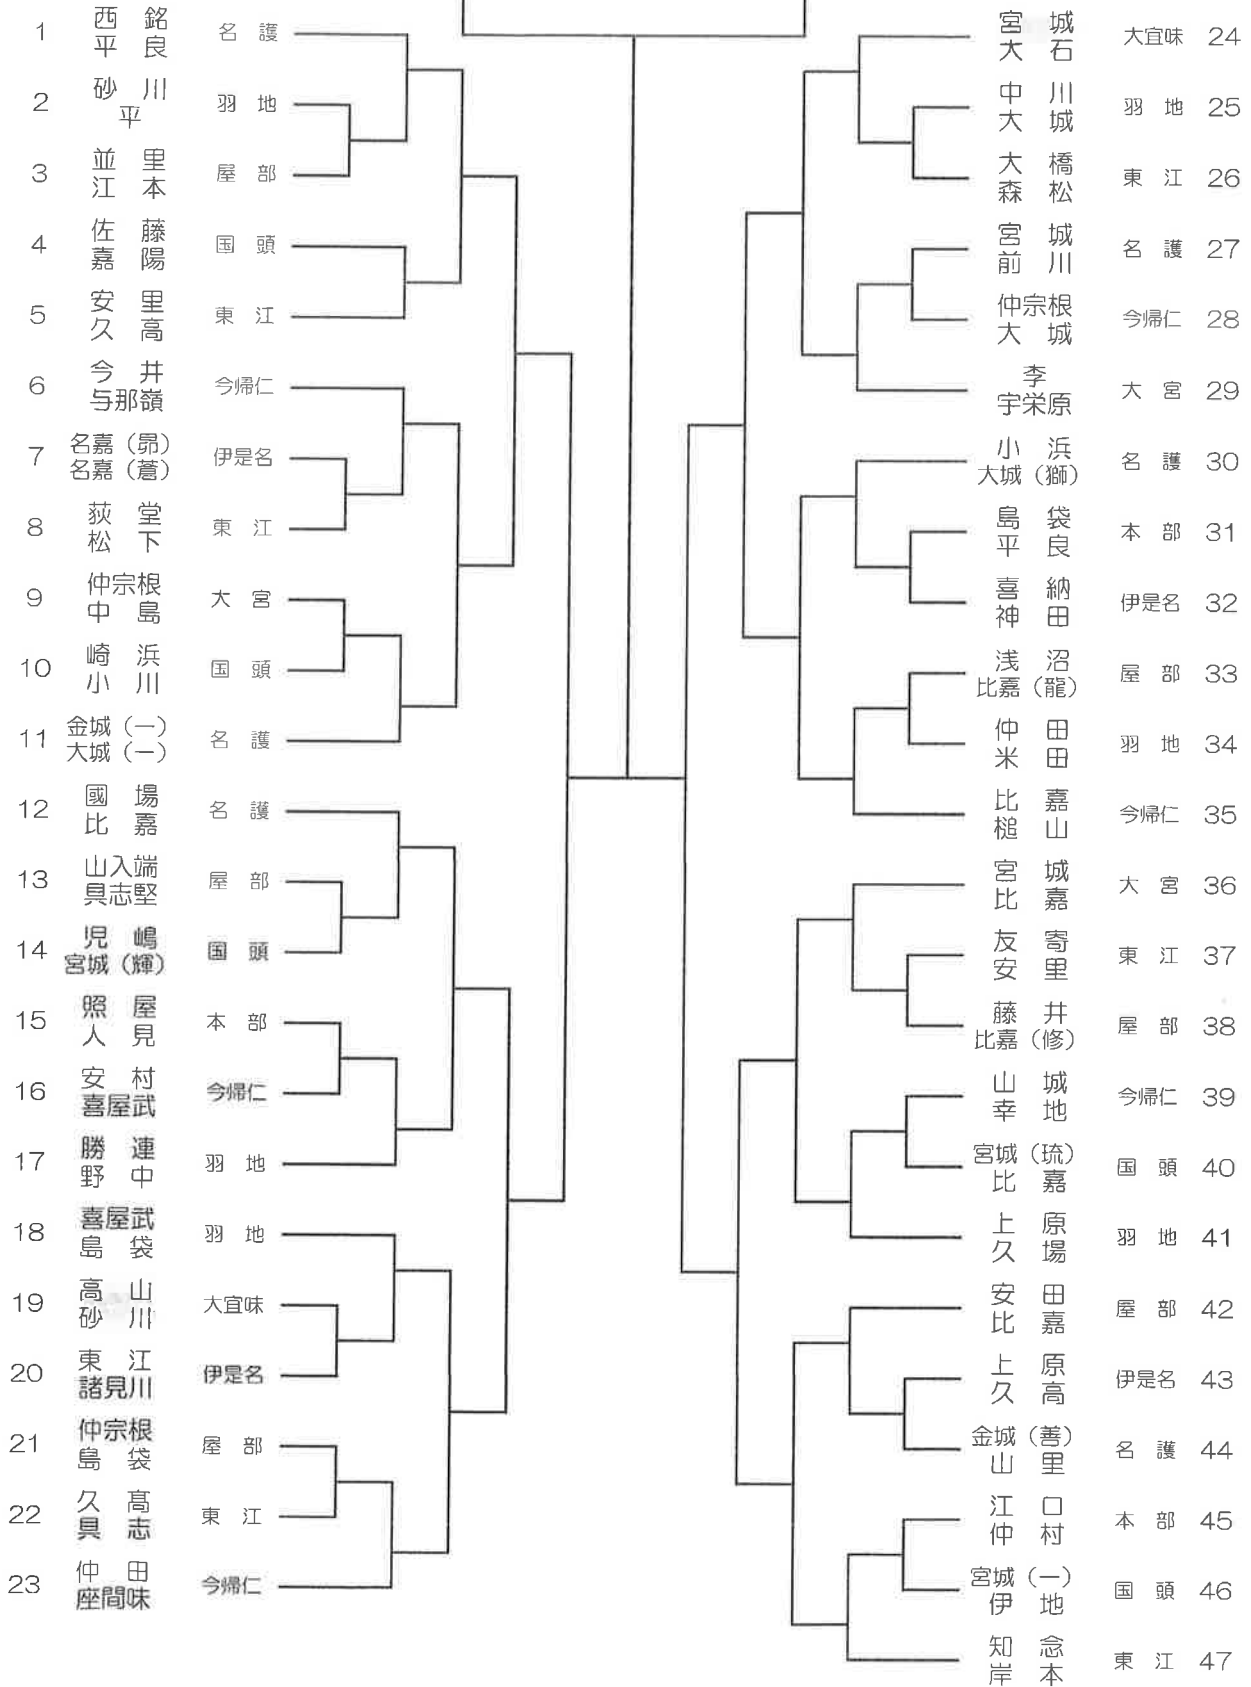 1 西銘 名護
平良
2 砂川 羽地
平
3 並里 屋部
江本
4 佐藤 国頭
嘉陽
5 安里 東江
久高
6 今井 今帰仁
与那嶺
7 名嘉（昴） 伊是名
名嘉（蒼）
8 荻堂 東江
松下
9 仲宗根 大宮
中島
10 崎浜 国頭
小川
11 金城（一） 名護
大城（一）
12 國場 名護
比嘉
13 山入端 屋部
具志堅
14 児嶋 国頭
宮城（輝）
15 照屋 本部
人見
16 安村 今帰仁
喜屋武
17 勝連 羽地
野中
18 喜屋武 羽地
島袋
19 高山 大宜味
砂川
20 東江 伊是名
諸見川
21 仲宗根 屋部
島袋
22 久髙 東江
具志
23 仲田 今帰仁
座間味
宮城 大宜味 24
大石
中川 羽地 25
大城
大橋 東江 26
森松
宮城 名護 27
前川
仲宗根 今帰仁 28
大城
李 大宮 29
宇栄原
小浜 名護 30
大城（獅）
島袋 本部 31
平良
喜納 伊是名 32
神田
浅沼 屋部 33
比嘉（龍）
仲田 羽地 34
米田
比嘉 今帰仁 35
槌山
宮城 大宮 36
比嘉
友寄 東江 37
安里
藤井 屋部 38
比嘉（修）
山城 今帰仁 39
幸地
宮城（琉） 国頭 40
比嘉
上原 羽地 41
久場
安田 屋部 42
比嘉
上原 伊是名 43
久高
金城（善） 名護 44
山里
江口 本部 45
仲村
宮城（一） 国頭 46
伊地
知念 東江 47
岸本